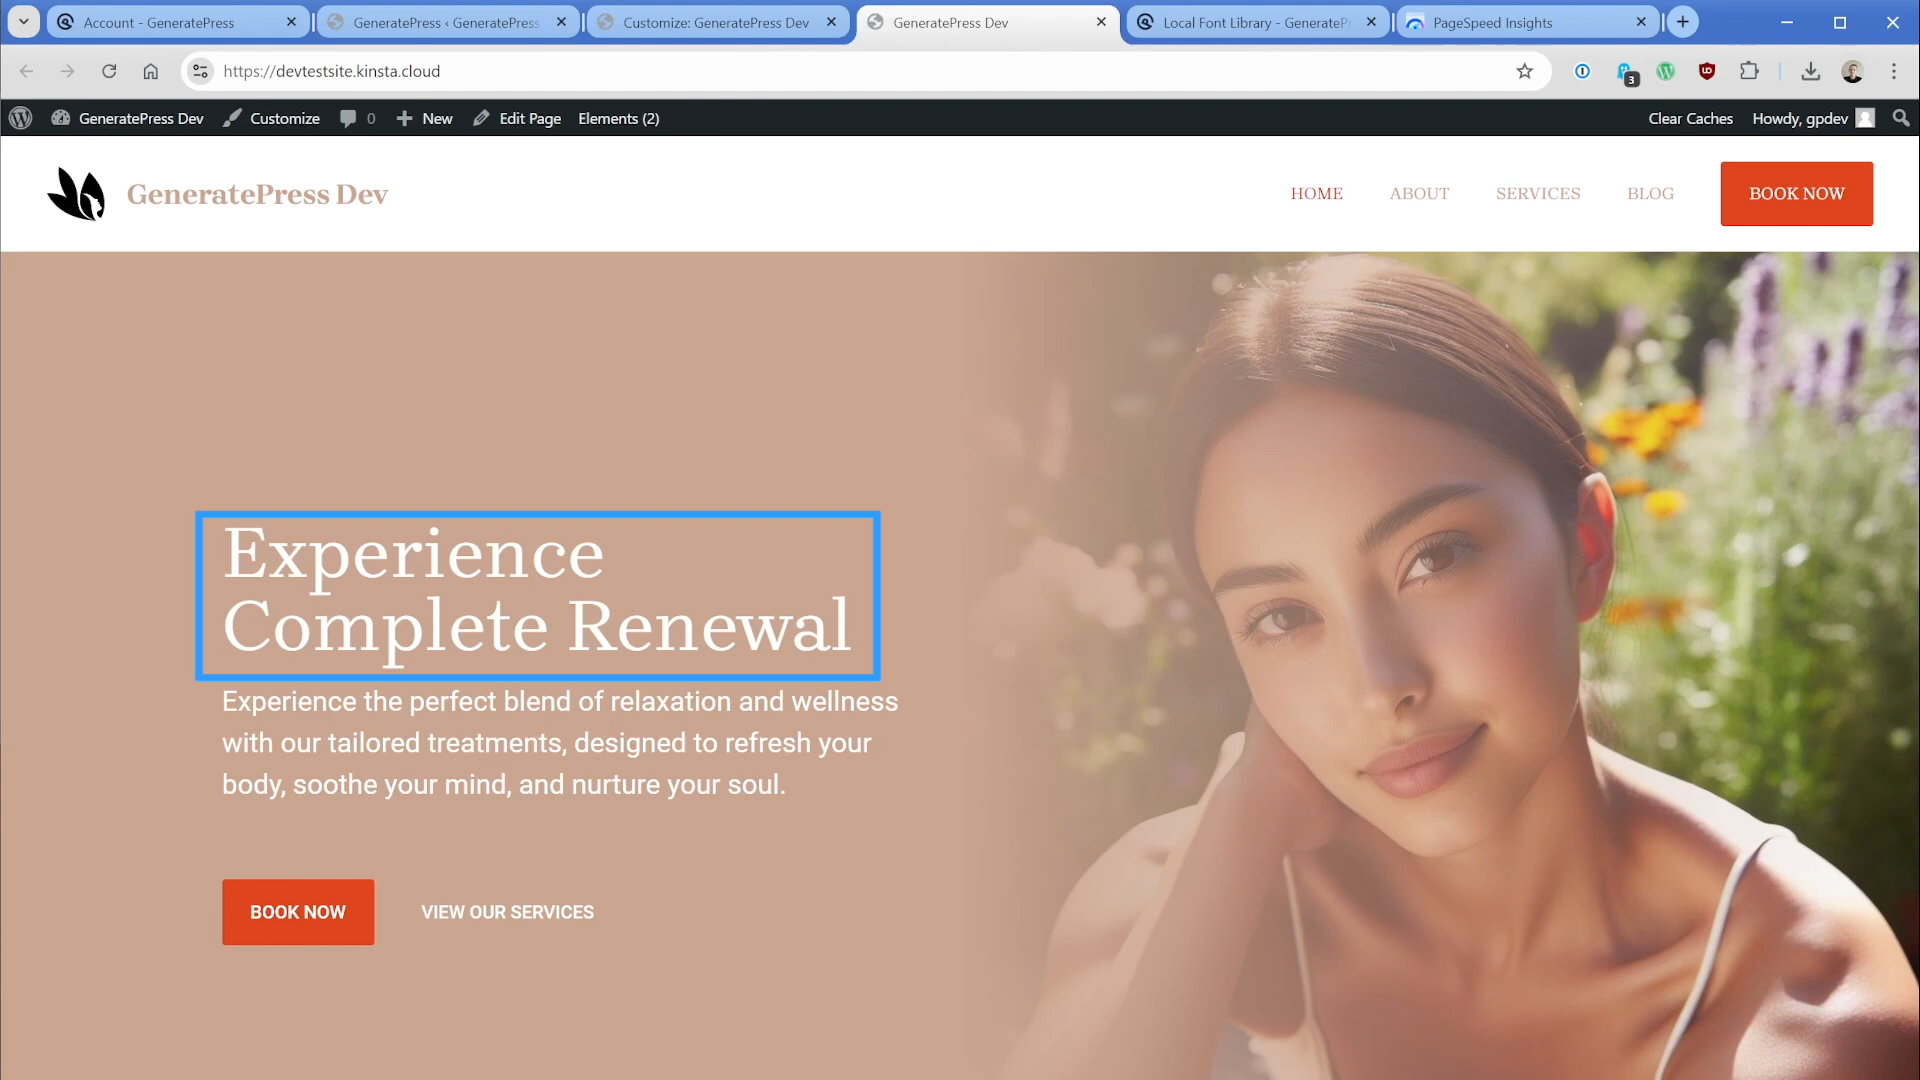 Account - GeneratePress
GeneratePress ‹ GeneratePress
Customize: GeneratePress Dev
GeneratePress Dev
Local Font Library - GenerateP
PageSpeed Insights
https://devtestsite.kinsta.cloud
3
GeneratePress Dev
Customize
0
New
Edit Page
Elements (2)
Clear Caches
Howdy, gpdev
GeneratePress Dev
HOME
ABOUT
SERVICES
BLOG
BOOK NOW
Experience
Complete Renewal
Experience the perfect blend of relaxation and wellness
with our tailored treatments, designed to refresh your
body, soothe your mind, and nurture your soul.
BOOK NOW
VIEW OUR SERVICES